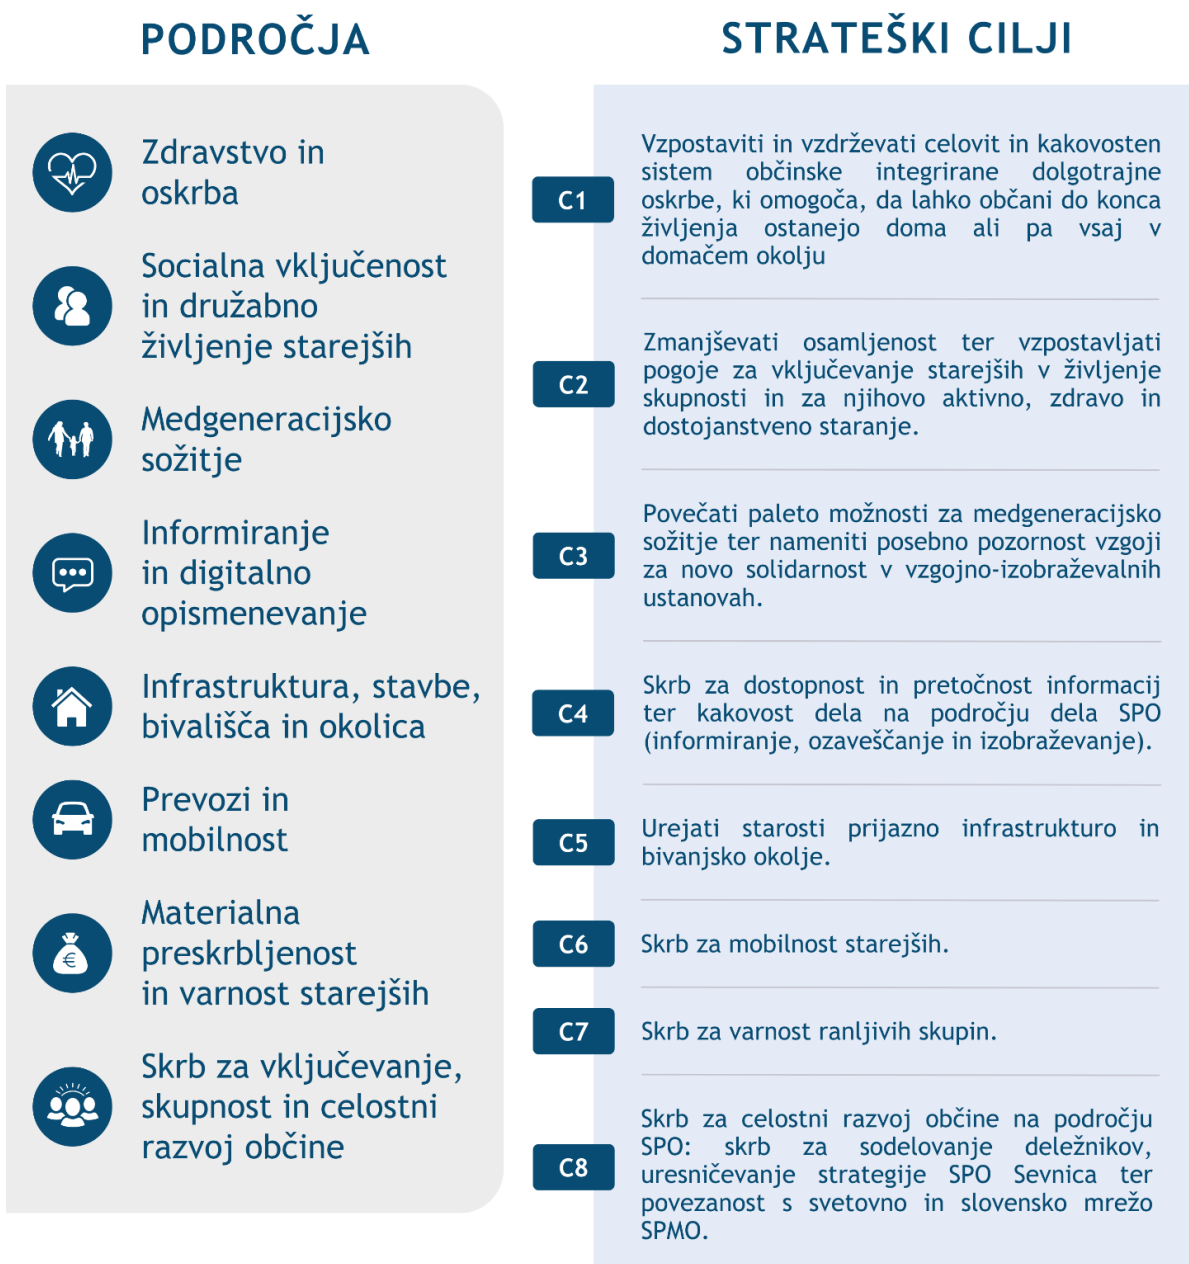 PODROČJA
Zdravstvo in
oskrba
Socialna vključenost
in družabno
življenje starejših
Medgeneracijsko
sožitje
Informiranje
in digitalno
opismenevanje
Infrastruktura, stavbe,
bivališča in okolica
Prevozi in
mobilnost
Materialna
preskrbljenost
in varnost starejših
Skrb za vključevanje,
skupnost in celostni
razvoj občine
STRATEŠKI CILJI
C1
Vzpostaviti in vzdrževati celovit in kakovosten
sistem občinske integrirane dolgotrajne
oskrbe, ki omogoča, da lahko občani do konca
življenja ostanejo doma ali pa vsaj v
domačem okolju
C2
Zmanjševati osamljenost ter vzpostavljati
pogoje za vključevanje starejših v življenje
skupnosti in za njihovo aktivno, zdravo in
dostojanstveno staranje.
C3
Povečati paleto možnosti za medgeneracijsko
sožitje ter nameniti posebno pozornost vzgoji
za novo solidarnost v vzgojno-izobraževalnih
ustanovah.
C4
Skrb za dostopnost in pretočnost informacij
ter kakovost dela na področju dela SPO
(informiranje, ozaveščanje in izobraževanje).
C5
Urejati starosti prijazno infrastrukturo in
bivanjsko okolje.
C6
Skrb za mobilnost starejših.
C7
Skrb za varnost ranljivih skupin.
C8
Skrb za celostni razvoj občine na področju
SPO: skrb za sodelovanje deležnikov,
uresničevanje strategije SPO Sevnica ter
povezanost s svetovno in slovensko mrežo
SPMO.